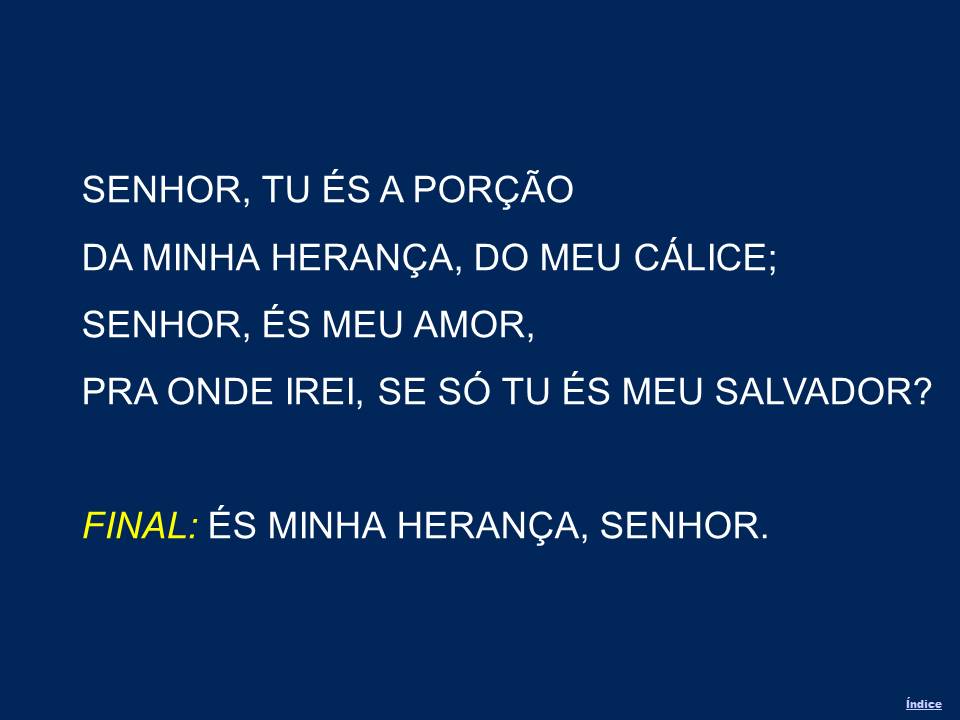 SENHOR, TU ÉS A PORÇÃO
DA MINHA HERANÇA, DO MEU CÁLICE;
SENHOR, ÉS MEU AMOR,
PRA ONDE IREI, SE SÓ TU ÉS MEU SALVADOR?
FINAL: ÉS MINHA HERANÇA, SENHOR.
Índice